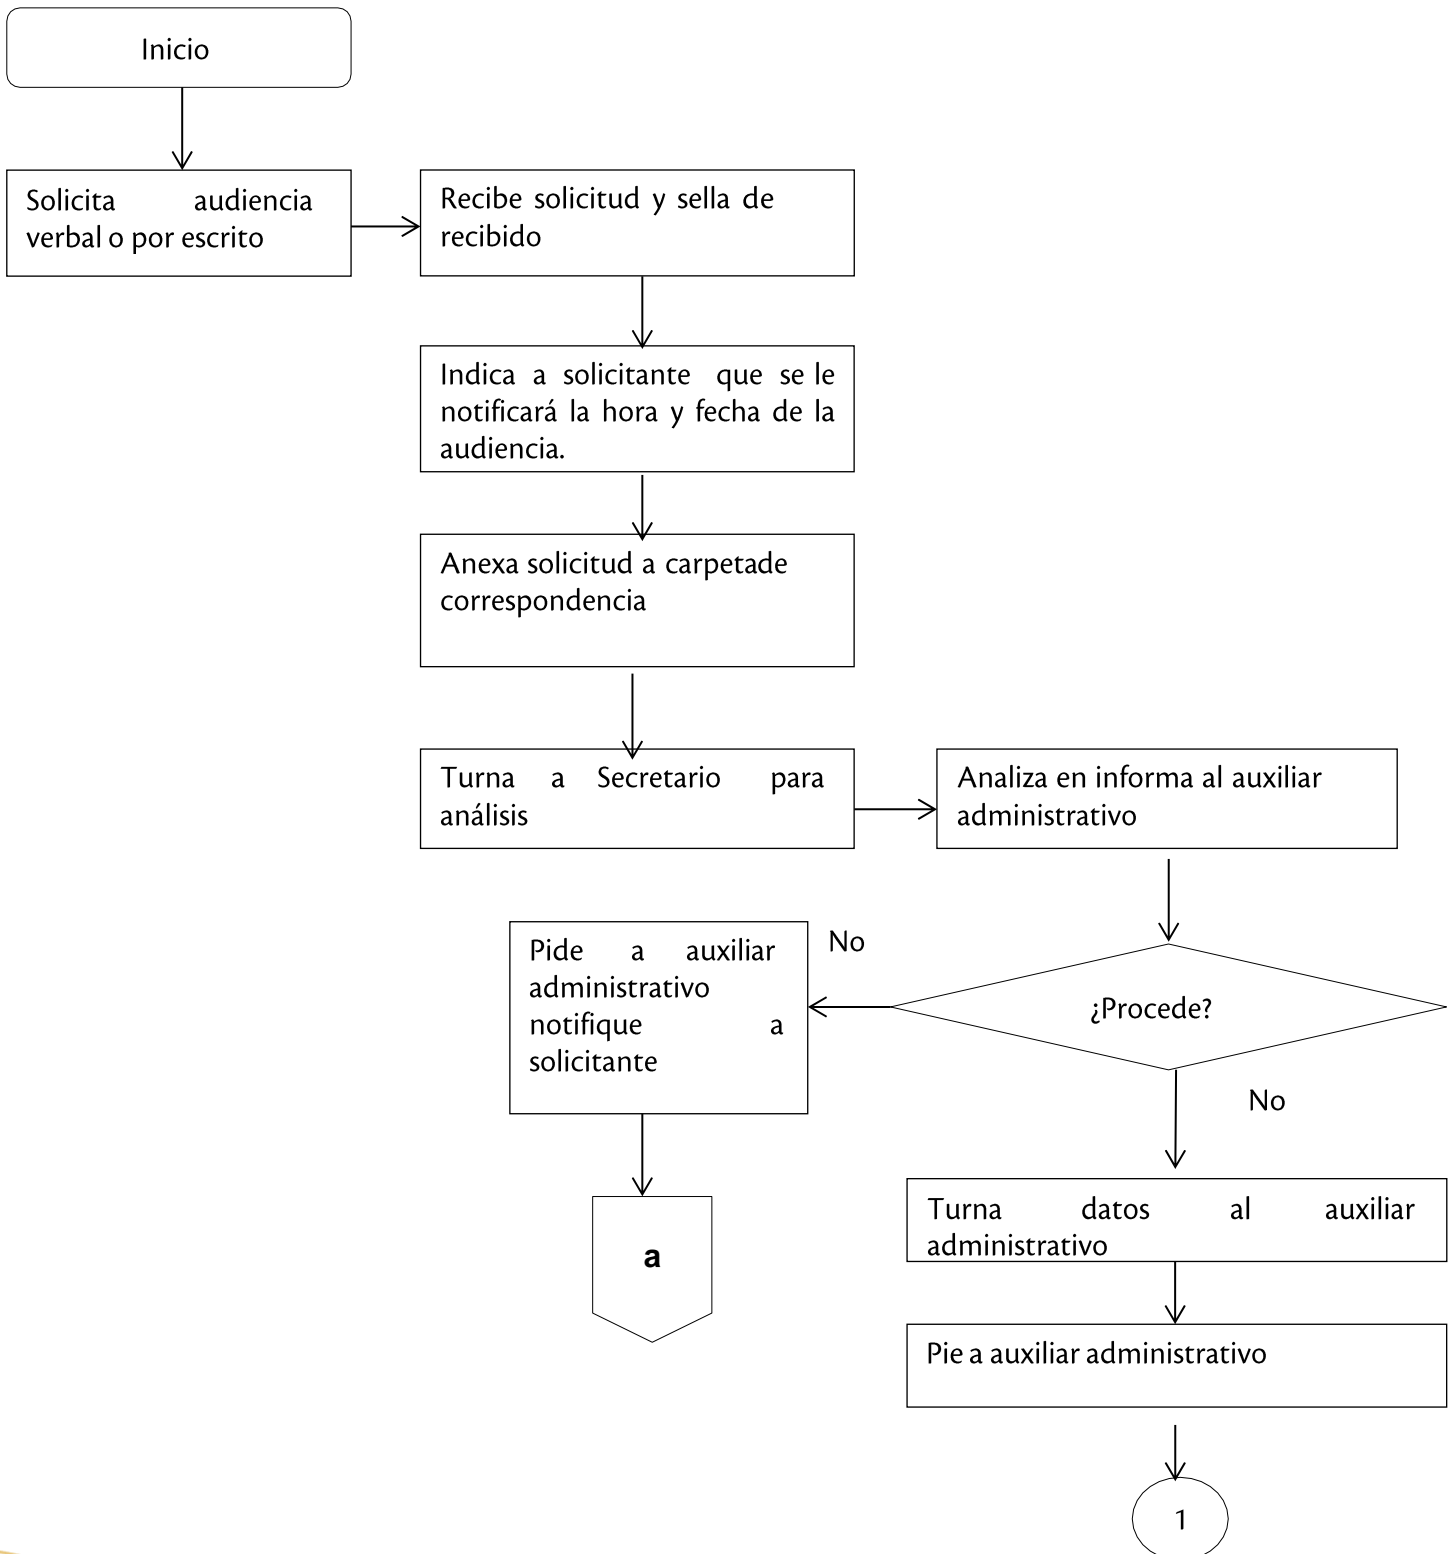 Inicio
Solicita audiencia
verbal o por escrito
Recibe solicitud y sella de
recibido
Indica a solicitante que se le
notificará la hora y fecha de la
audiencia.
Anexa solicitud a carpetade
correspondencia
Turna a Secretario para
análisis
Analiza en informa al auxiliar
administrativo
Pide a auxiliar
administrativo
notifique a
solicitante
No
¿Procede?
No
a
Turna datos al auxiliar
administrativo
Pie a auxiliar administrativo
1